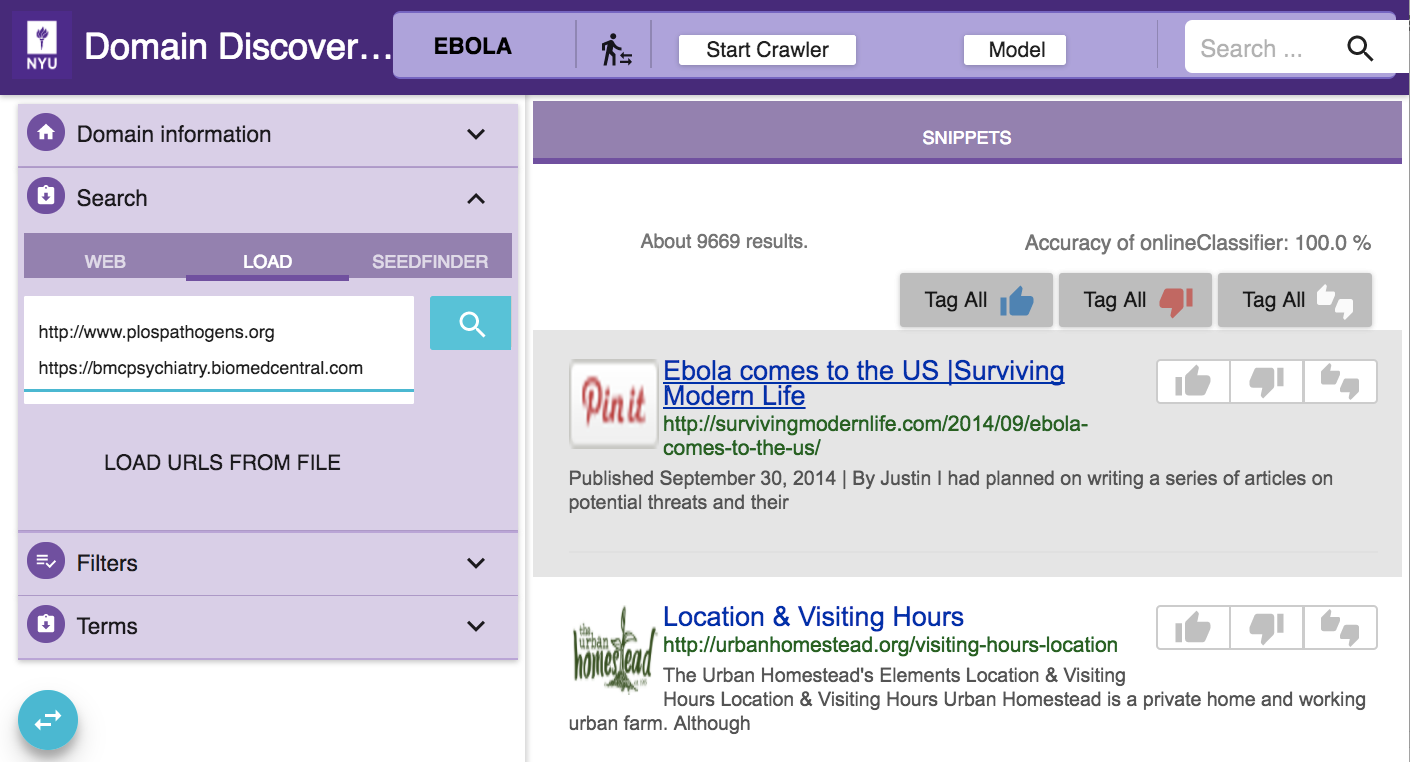 NYU
Domain Discover...
EBOLA
Start Crawler
Model
Search ...
Domain information
Search
WEB
LOAD
SEEDFINDER
http://www.plospathogens.org
https://bmcpsychiatry.biomedcentral.com
LOAD URLS FROM FILE
Filters
Terms
SNIPPETS
About 9669 results.
Accuracy of onlineClassifier: 100.0 %
Tag All
Tag All
Tag All
Pin it
Ebola comes to the US |Surviving
Modern Life
http://survivingmodernlife.com/2014/09/ebola-
comes-to-the-us/
Published September 30, 2014 | By Justin I had planned on writing a series of articles on
potential threats and their
the
urban
homestead
Location & Visiting Hours
http://urbanhomestead.org/visiting-hours-location
The Urban Homestead's Elements Location & Visiting
Hours Location & Visiting Hours Urban Homestead is a private home and working
urban farm. Although